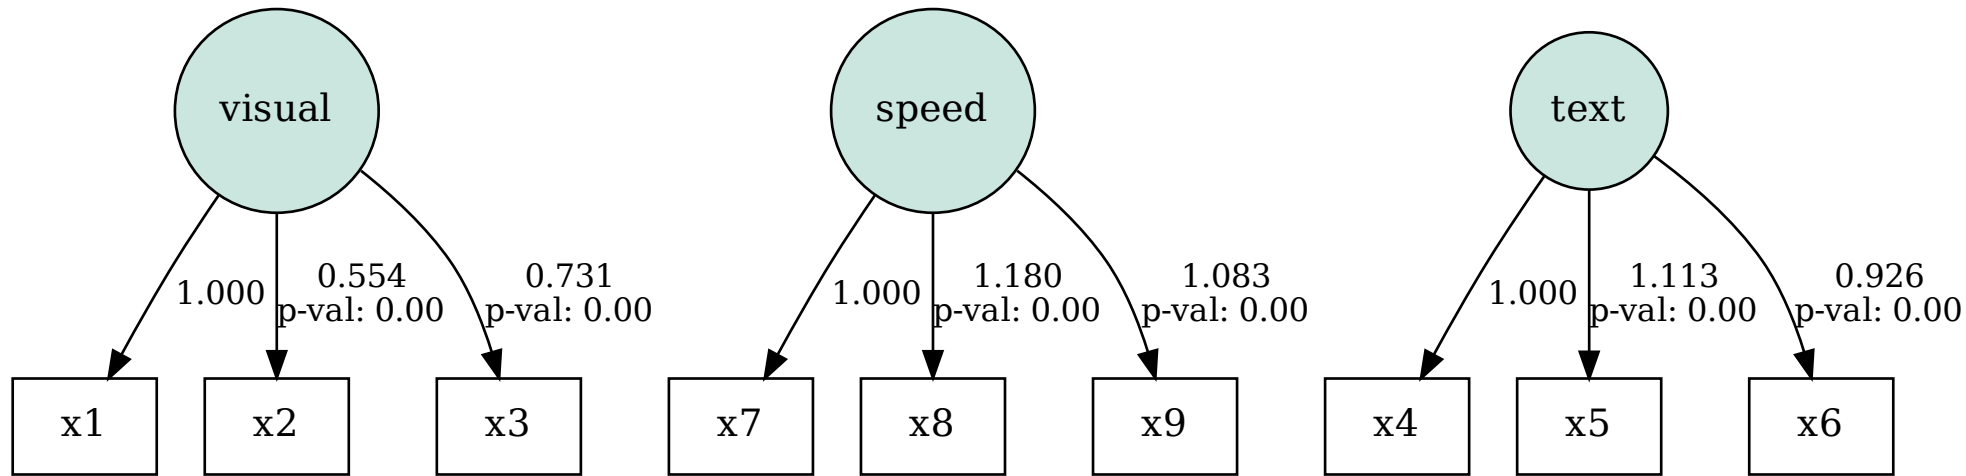 visual
speed
text
1.000
0.554
p-val: 0.00
0.731
p-val: 0.00
1.000
1.180
p-val: 0.00
1.083
p-val: 0.00
1.000
1.113
p-val: 0.00
0.926
p-val: 0.00
x1
x2
x3
x7
x8
x9
x4
x5
x6